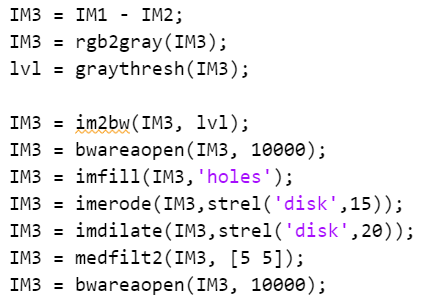 IM3 = IM1 - IM2;
IM3 = rgb2gray(IM3);
lvl = graythresh(IM3);
IM3 = im2bw(IM3, lvl);
IM3 = bwareaopen(IM3, 10000);
IM3 = imfill(IM3,'holes');
IM3 = imerode(IM3,strel('disk',15));
IM3 = imdilate(IM3,strel('disk',20));
IM3 = medfilt2(IM3, [5 5]);
IM3 = bwareaopen(IM3, 10000);